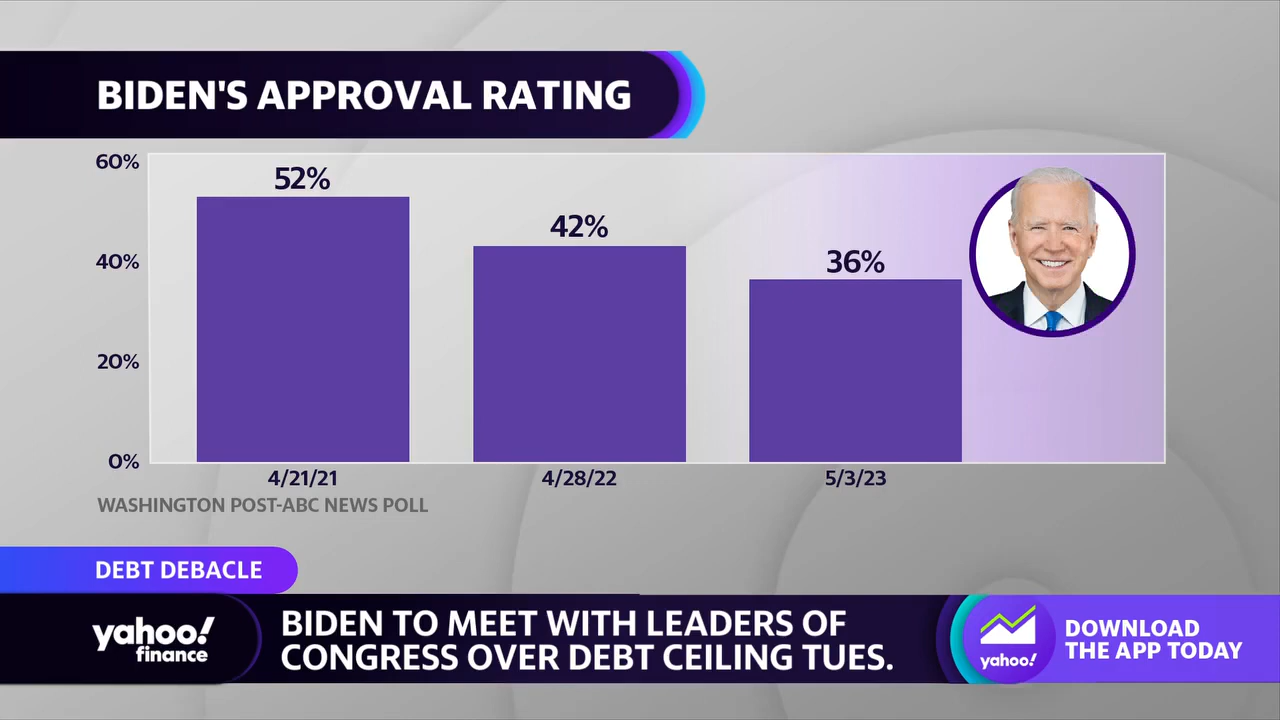 BIDEN'S APPROVAL RATING
60%
40%
20%
0%
52%
42%
36%
4/21/21
4/28/22
5/3/23
WASHINGTON POST-ABC NEWS POLL
DEBT DEBACLE
yahoo!
finance
BIDEN TO MEET WITH LEADERS OF
CONGRESS OVER DEBT CEILING TUES.
yahoo!
DOWNLOAD
THE APP TODAY